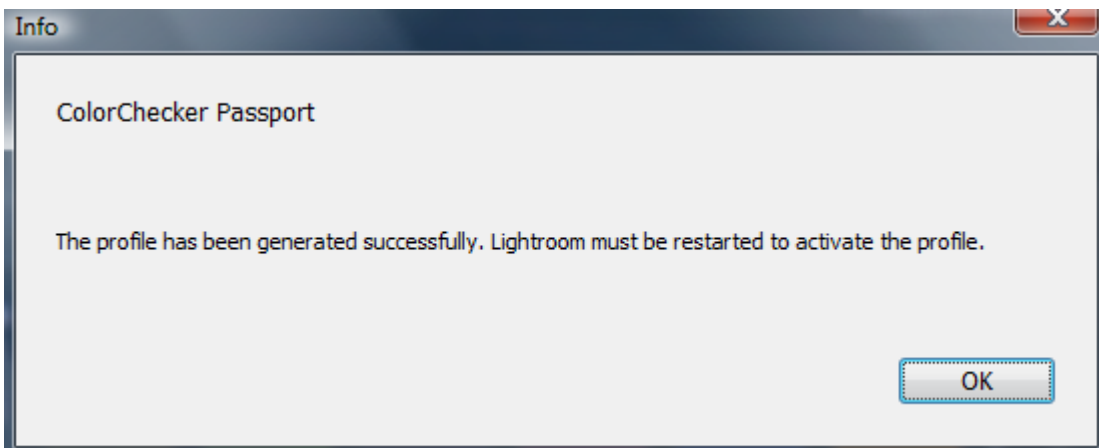 Info
ColorChecker Passport
The profile has been generated successfully. Lightroom must be restarted to activate the profile.
OK